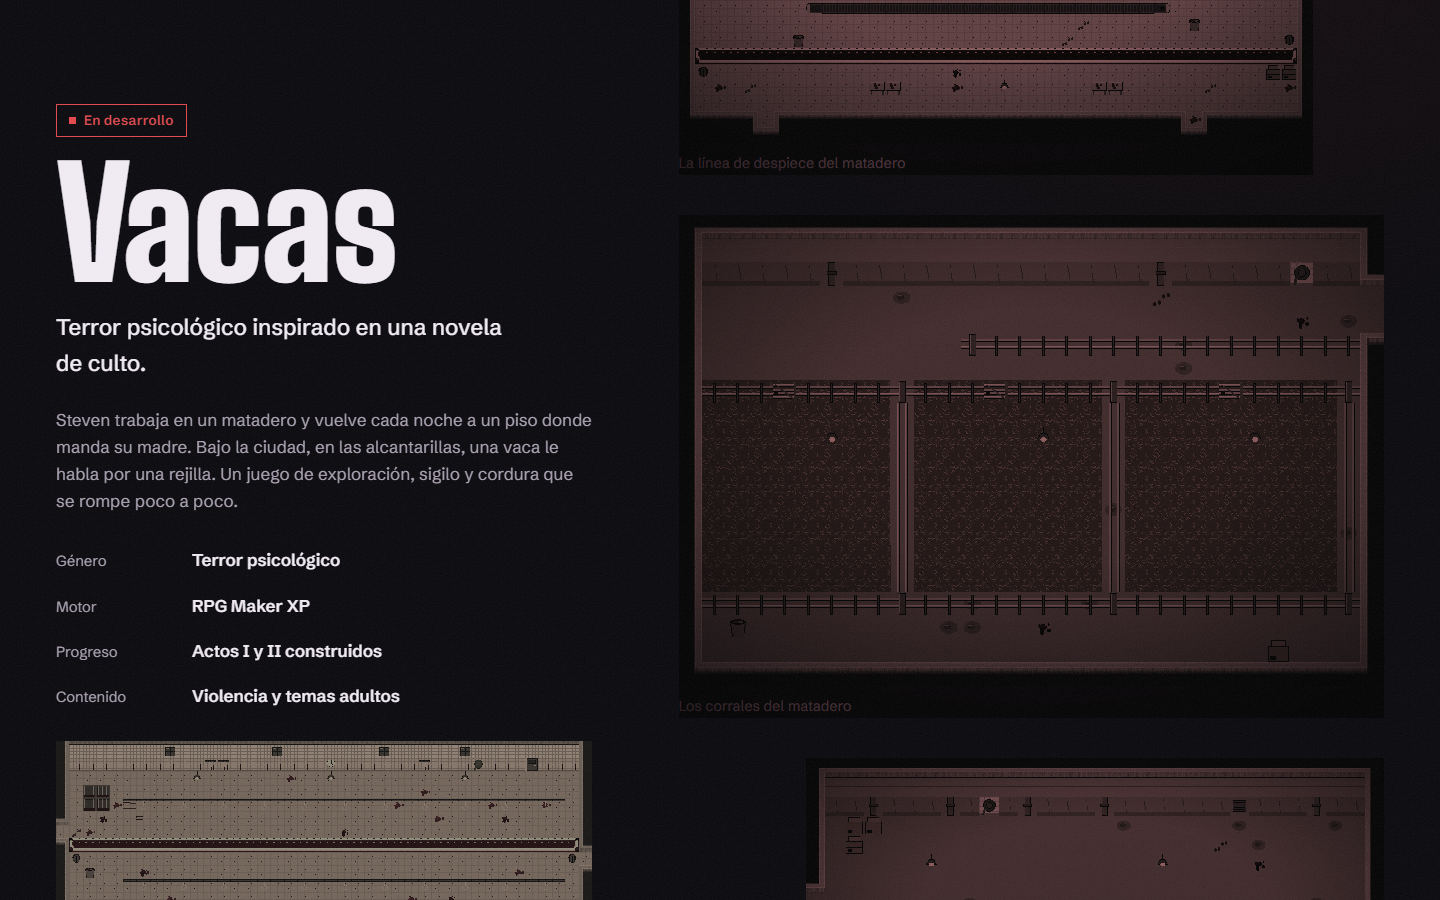 En desarrollo
Vacas
Terror psicológico inspirado en una novela
de culto.
Steven trabaja en un matadero y vuelve cada noche a un piso donde
manda su madre. Bajo la ciudad, en las alcantarillas, una vaca le
habla por una rejilla. Un juego de exploración, sigilo y cordura que
se rompe poco a poco.
Género Terror psicológico
Motor RPG Maker XP
Progreso Actos I y II construidos
Contenido Violencia y temas adultos
La línea de despiece del matadero
Los corrales del matadero